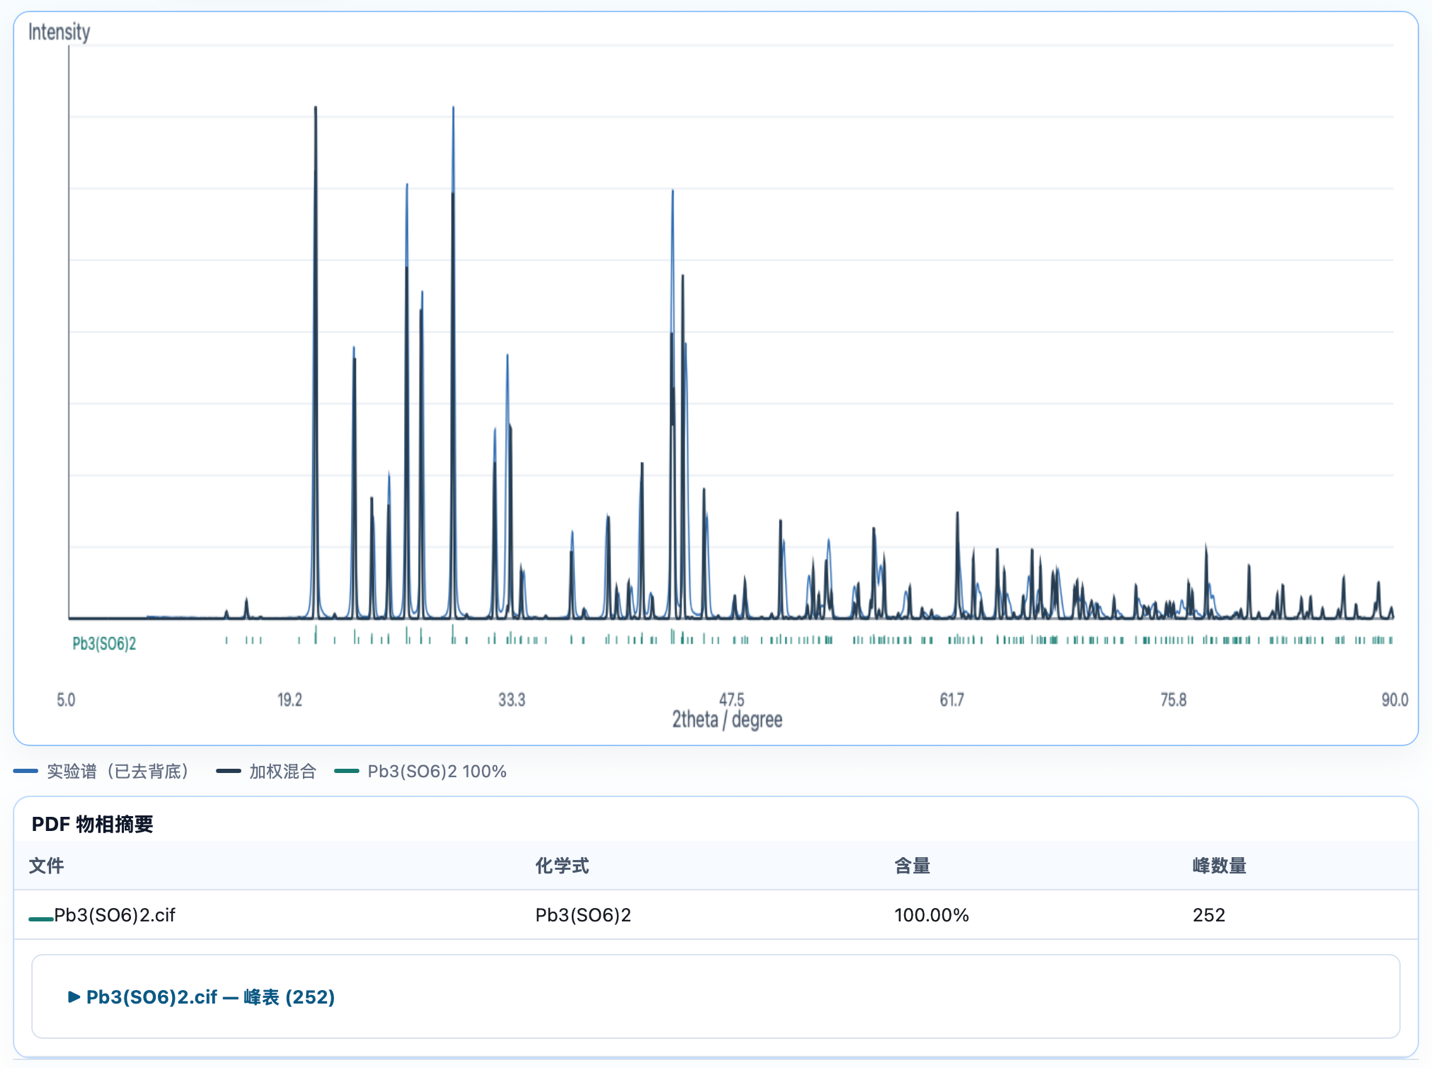 Intensity
Pb3(SO6)2
5.0 19.2 33.3 47.5 61.7 75.8 90.0
2theta / degree
实验谱（已去背底） 加权混合 Pb3(SO6)2 100%
PDF 物相摘要
文件 化学式 含量 峰数量
Pb3(SO6)2.cif Pb3(SO6)2 100.00% 252
▶ Pb3(SO6)2.cif — 峰表 (252)